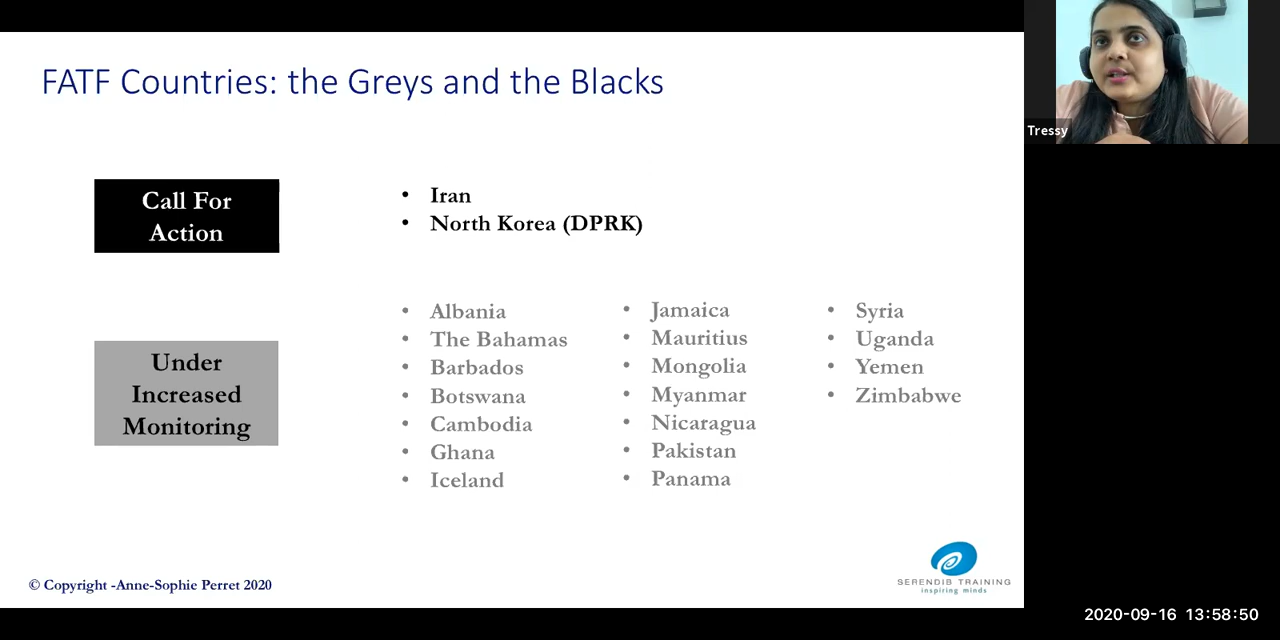 FATF Countries: the Greys and the Blacks
Call For
Action
• Iran
• North Korea (DPRK)
Under
Increased
Monitoring
• Albania
• The Bahamas
• Barbados
• Botswana
• Cambodia
• Ghana
• Iceland
• Jamaica
• Mauritius
• Mongolia
• Myanmar
• Nicaragua
• Pakistan
• Panama
• Syria
• Uganda
• Yemen
• Zimbabwe
© Copyright -Anne-Sophie Perret 2020
SERENDIB TRAINING
inspiring minds
Tressy
2020-09-16 13:58:50